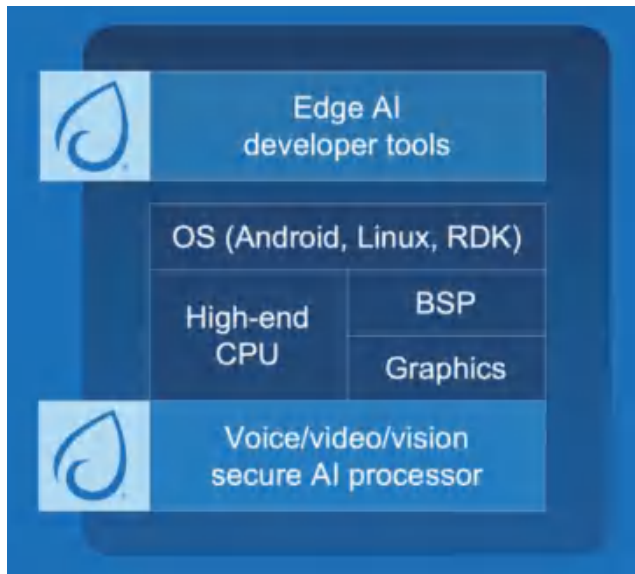 Edge AI
developer tools
OS (Android, Linux, RDK)
High-end
CPU
BSP
Graphics
Voice/video/vision
secure AI processor